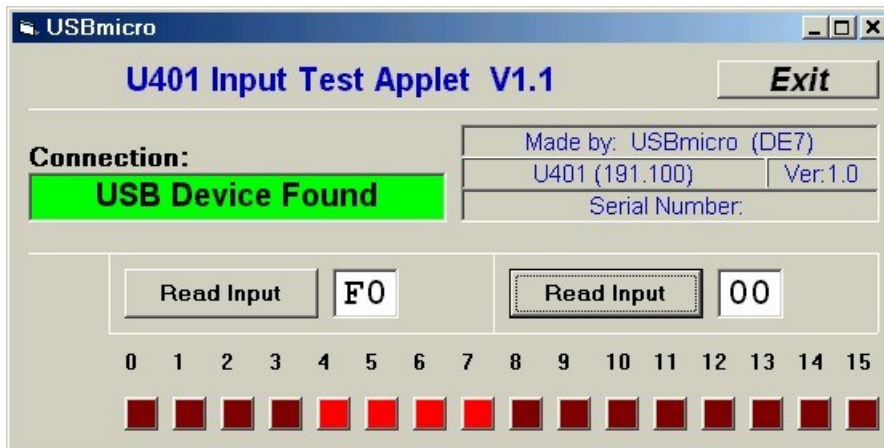 USBmicro
U401 Input Test Applet V1.1
Exit
Connection:
USB Device Found
Made by: USBmicro (DE7)
U401 (191.100) Ver:1.0
Serial Number:
Read Input F0 Read Input 00
0 1 2 3 4 5 6 7 8 9 10 11 12 13 14 15